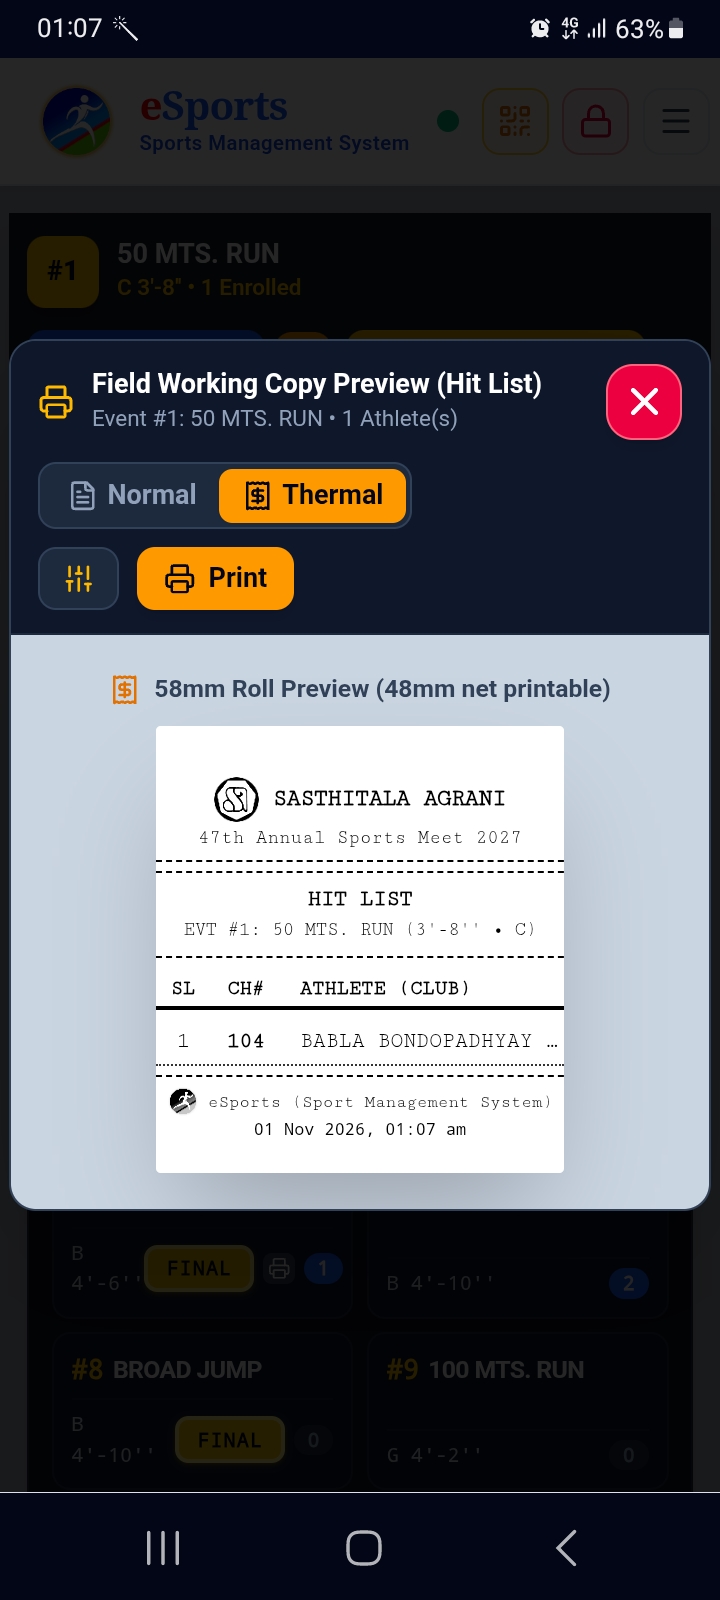 01:07 4G 63%
eSports
Sports Management System
#1 50 MTS. RUN
C 3'-8" • 1 Enrolled
Field Working Copy Preview (Hit List)
Event #1: 50 MTS. RUN • 1 Athlete(s)
Normal Thermal
Print
58mm Roll Preview (48mm net printable)
SASTHITALA AGRANI
47th Annual Sports Meet 2027
HIT LIST
EVT #1: 50 MTS. RUN (3'-8'' • C)
SL CH# ATHLETE (CLUB)
1 104 BABLA BONDOPADHYAY …
eSports (Sport Management System)
01 Nov 2026, 01:07 am
B
4'-6'' FINAL 1
B 4'-10'' 2
#8 BROAD JUMP
B
4'-10'' FINAL 0
#9 100 MTS. RUN
G 4'-2'' 0